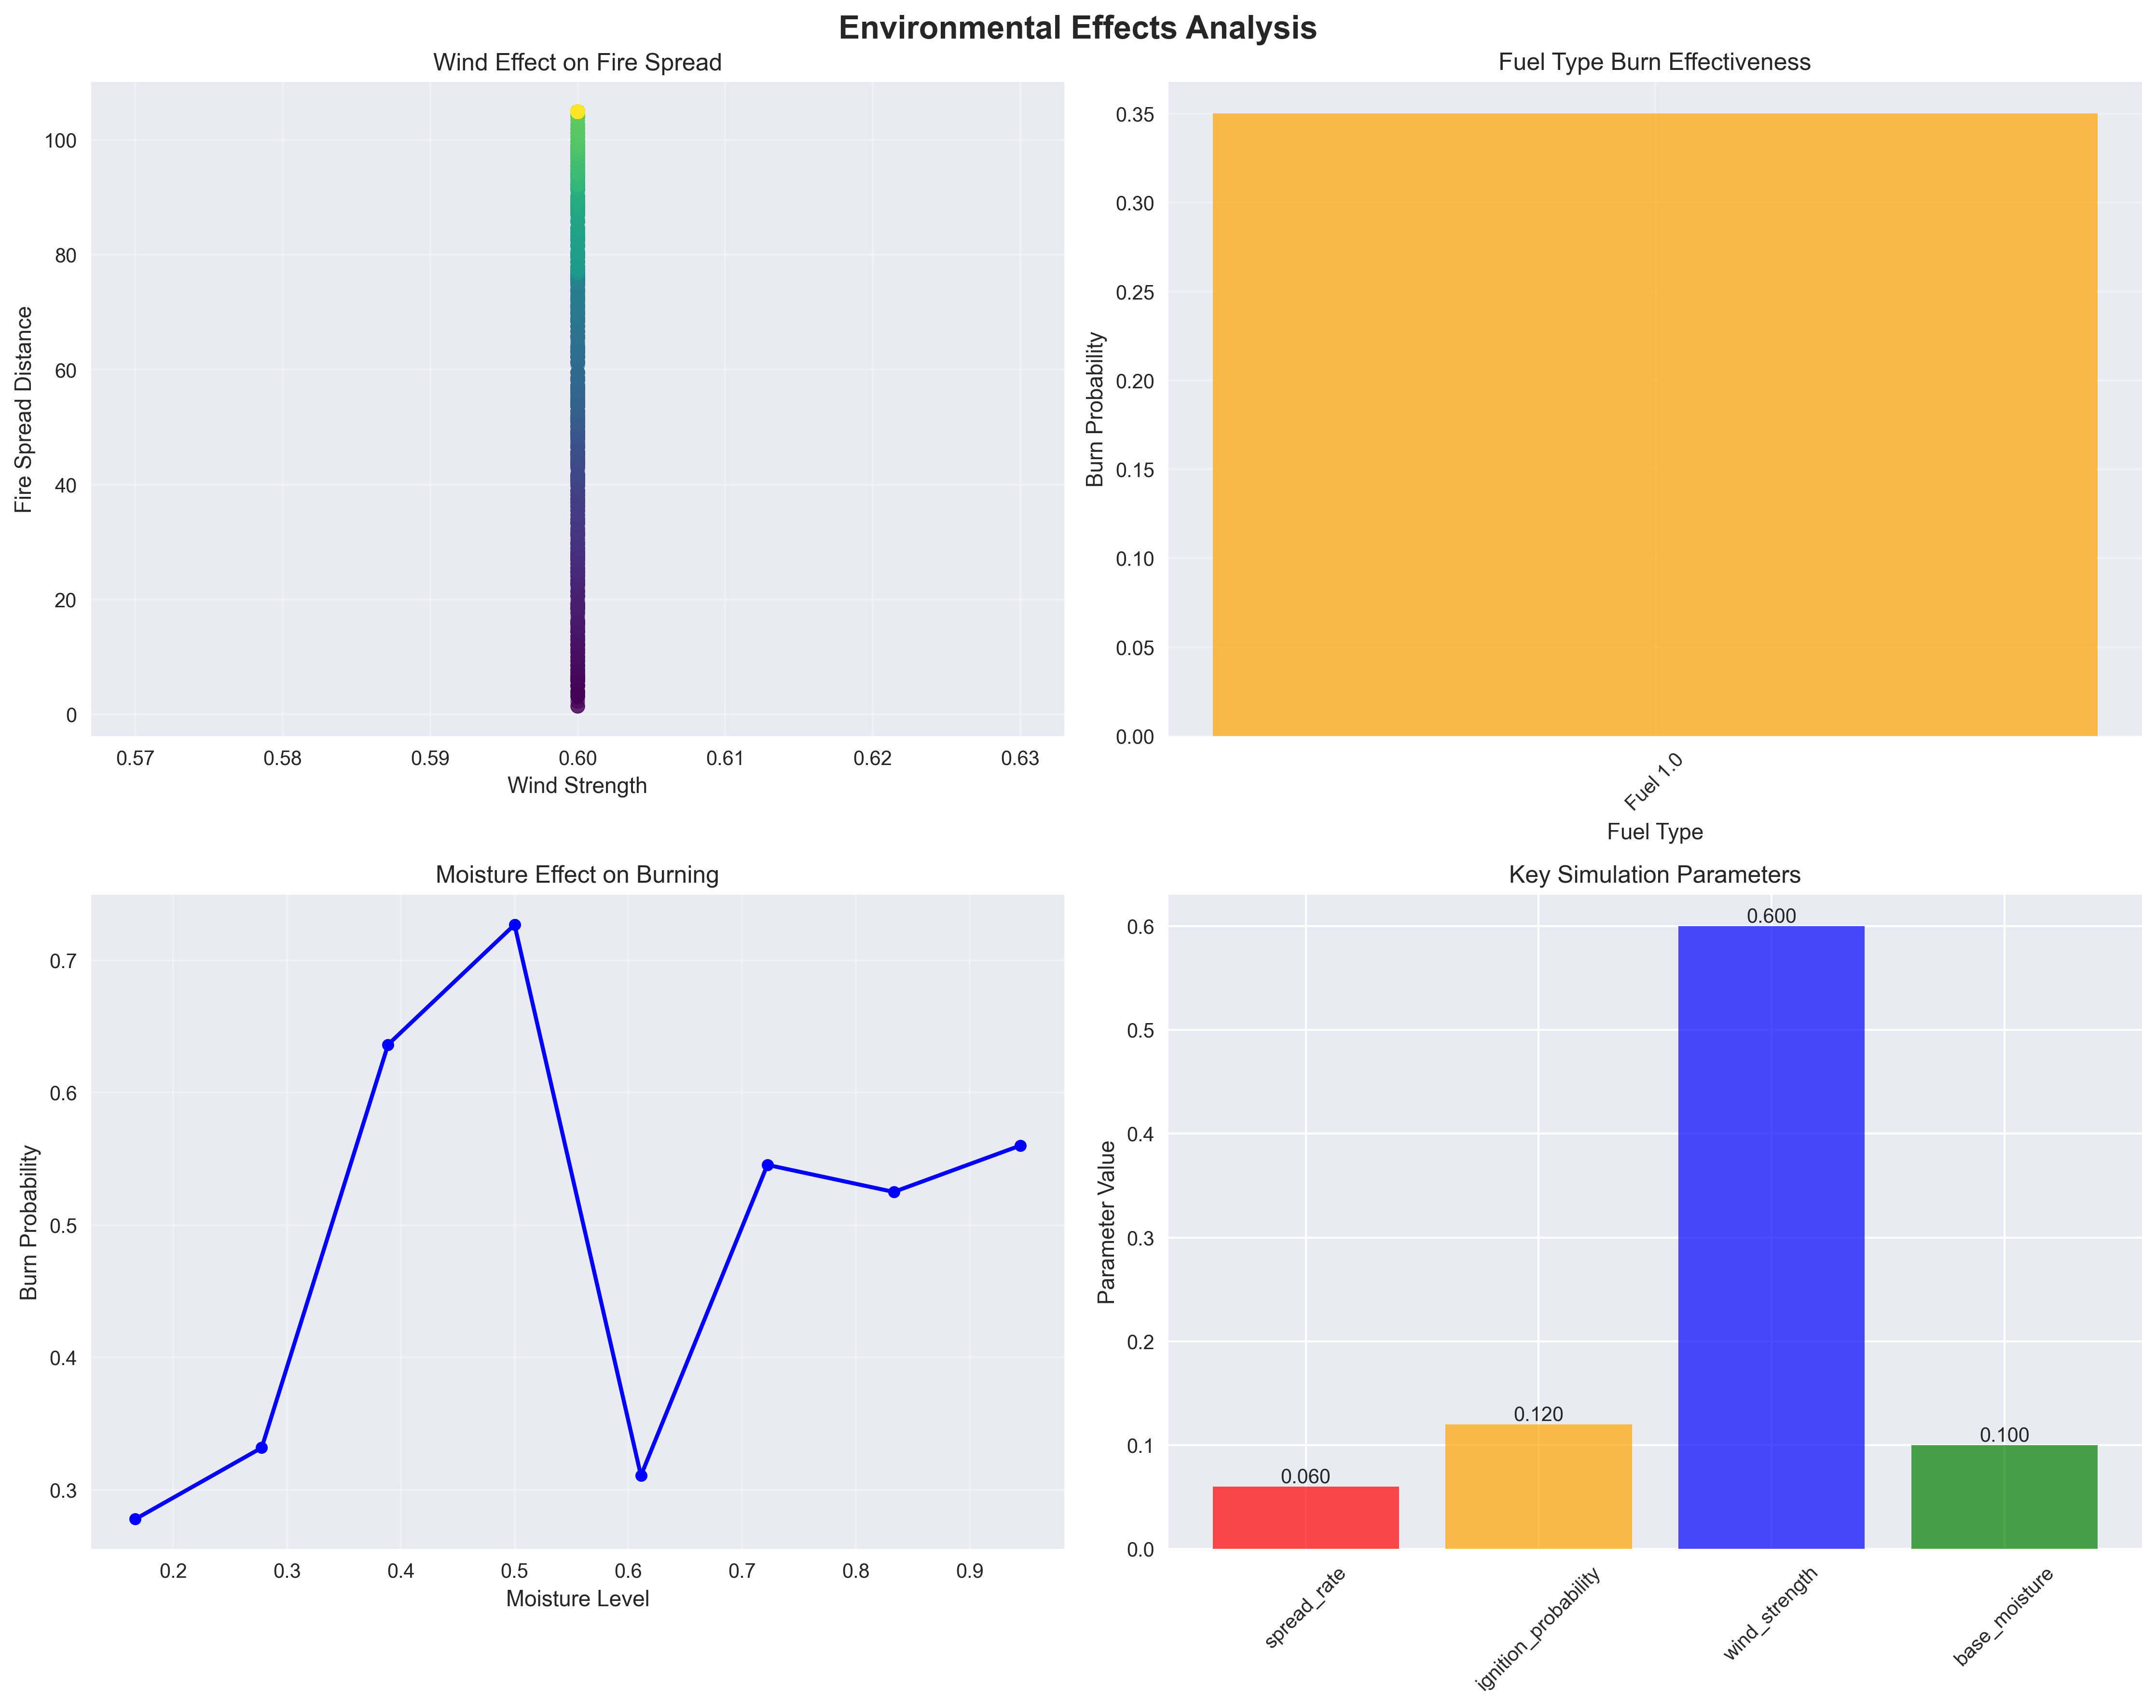 Environmental Effects Analysis
Wind Effect on Fire Spread
Fire Spread Distance
100
80
60
40
20
0
0.57 0.58 0.59 0.60 0.61 0.62 0.63
Wind Strength
Fuel Type Burn Effectiveness
Burn Probability
0.35
0.30
0.25
0.20
0.15
0.10
0.05
0.00
Fuel 1.0
Fuel Type
Moisture Effect on Burning
Burn Probability
0.7
0.6
0.5
0.4
0.3
0.2 0.3 0.4 0.5 0.6 0.7 0.8 0.9
Moisture Level
Key Simulation Parameters
Parameter Value
0.6
0.5
0.4
0.3
0.2
0.1
0.0
0.060
0.120
0.600
0.100
spread_rate
ignition_probability
wind_strength
base_moisture